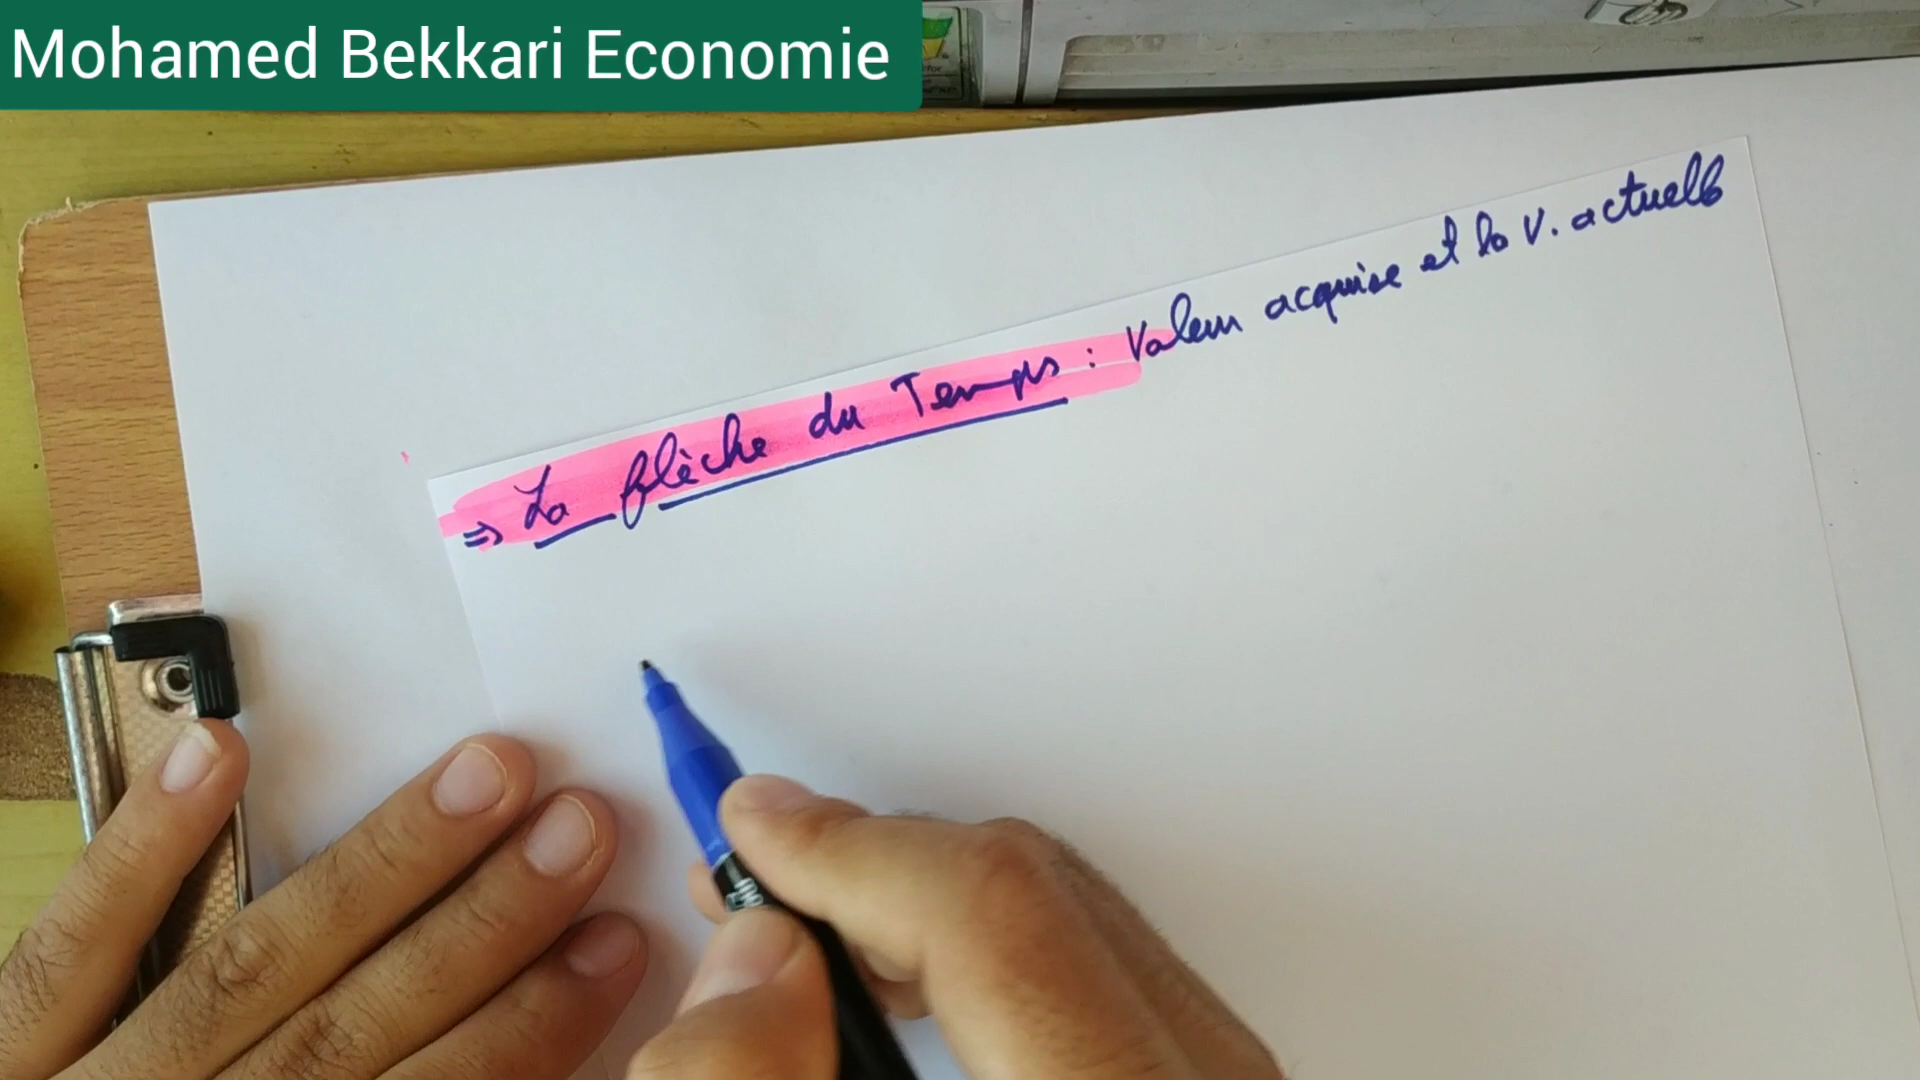 Mohamed Bekkari Economie
⇒ La flèche du Temps : Valeur acquise et la V. actuelle